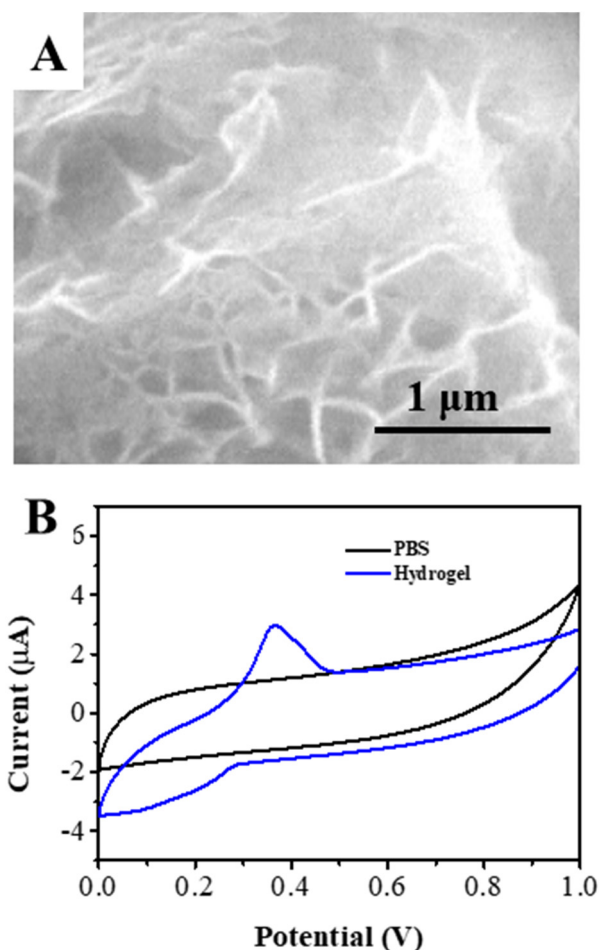 A
1 μm
B
PBS
Hydrogel
6
4
2
0
-2
-4
Current (μA)
0.0 0.2 0.4 0.6 0.8 1.0
Potential (V)